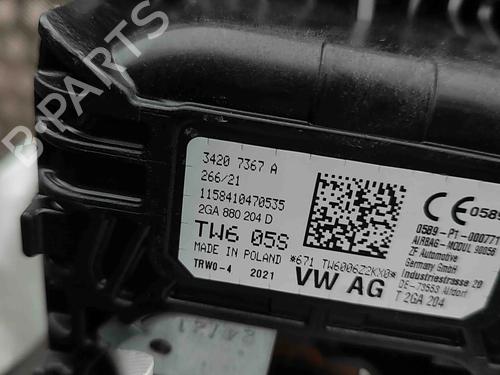 B-PARTS
3420 7367 A
266/21
1158410470535
2GA 880 204 D
TW6 05S
MADE IN POLAND
TRW0-4 2021
*671 TW6006Z2KX0*
VW AG
CE 0589
0589-P1-000771
AIRBAG-MODUL 30056
ZF Automotive
Germany GmbH
Industriestrasse 20
DE-73553 Alfdorf
T 2GA 204